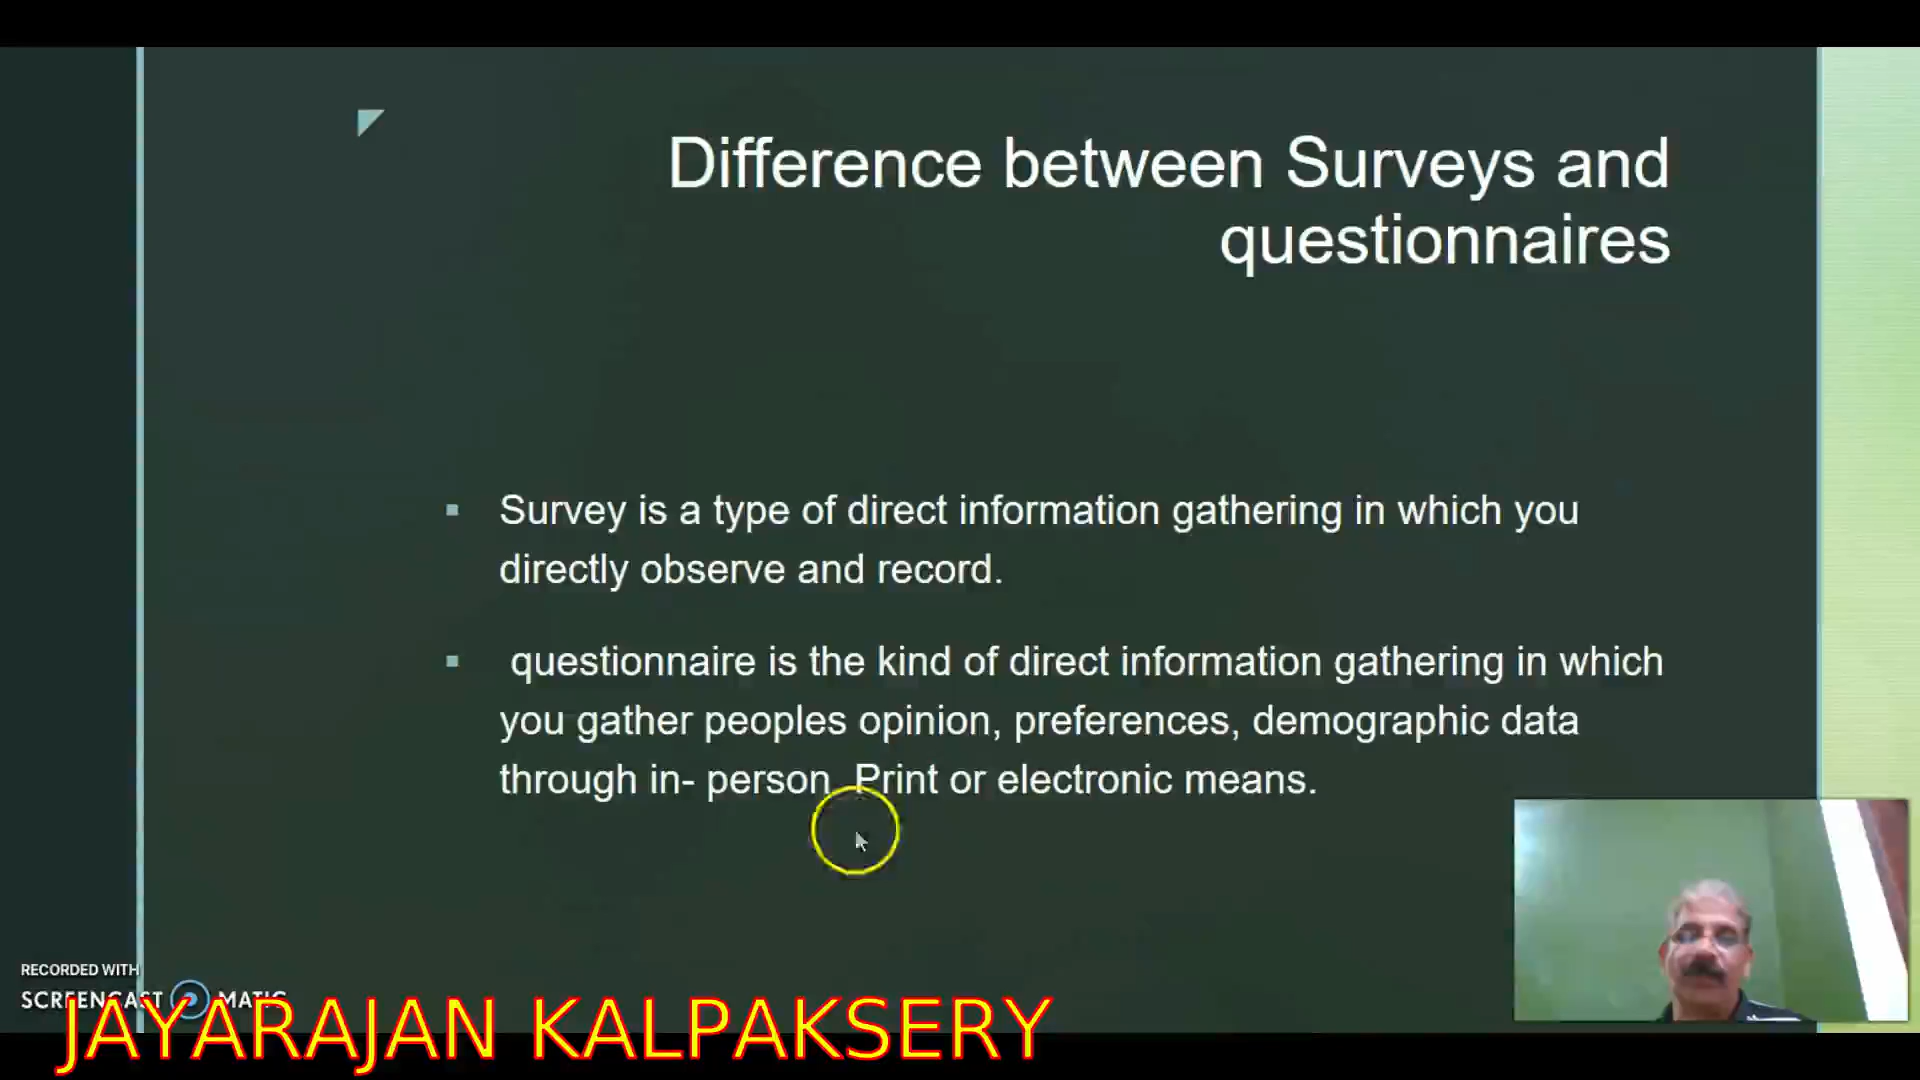 Difference between Surveys and
questionnaires
Survey is a type of direct information gathering in which you
directly observe and record.
questionnaire is the kind of direct information gathering in which
you gather peoples opinion, preferences, demographic data
through in- person, Print or electronic means.
RECORDED WITH
SCREENCAST MATIC
JAYARAJAN KALPAKSERY